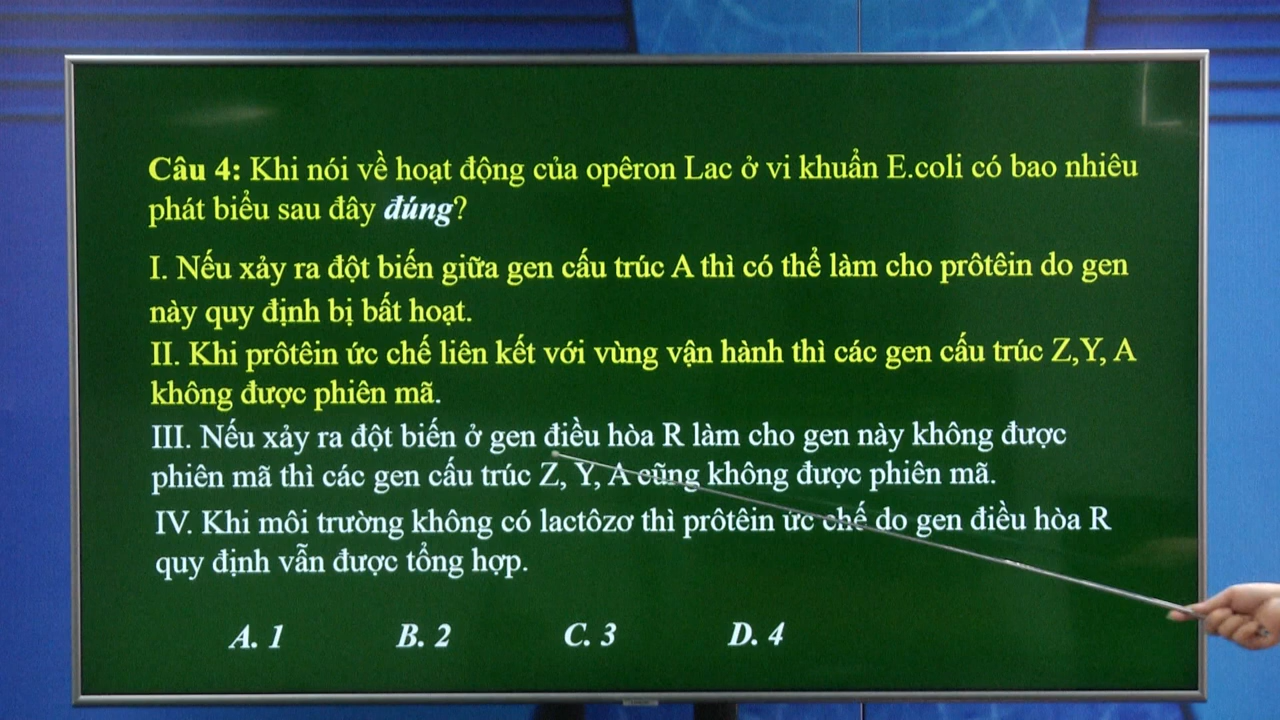 Câu 4: Khi nói về hoạt động của opêron Lac ở vi khuẩn E.coli có bao nhiêu
phát biểu sau đây đúng?
I. Nếu xảy ra đột biến giữa gen cấu trúc A thì có thể làm cho prôtêin do gen
này quy định bị bất hoạt.
II. Khi prôtêin ức chế liên kết với vùng vận hành thì các gen cấu trúc Z,Y, A
không được phiên mã.
III. Nếu xảy ra đột biến ở gen điều hòa R làm cho gen này không được
phiên mã thì các gen cấu trúc Z, Y, A cũng không được phiên mã.
IV. Khi môi trường không có lactôzơ thì prôtêin ức chế do gen điều hòa R
quy định vẫn được tổng hợp.
A. 1 B. 2 C. 3 D. 4